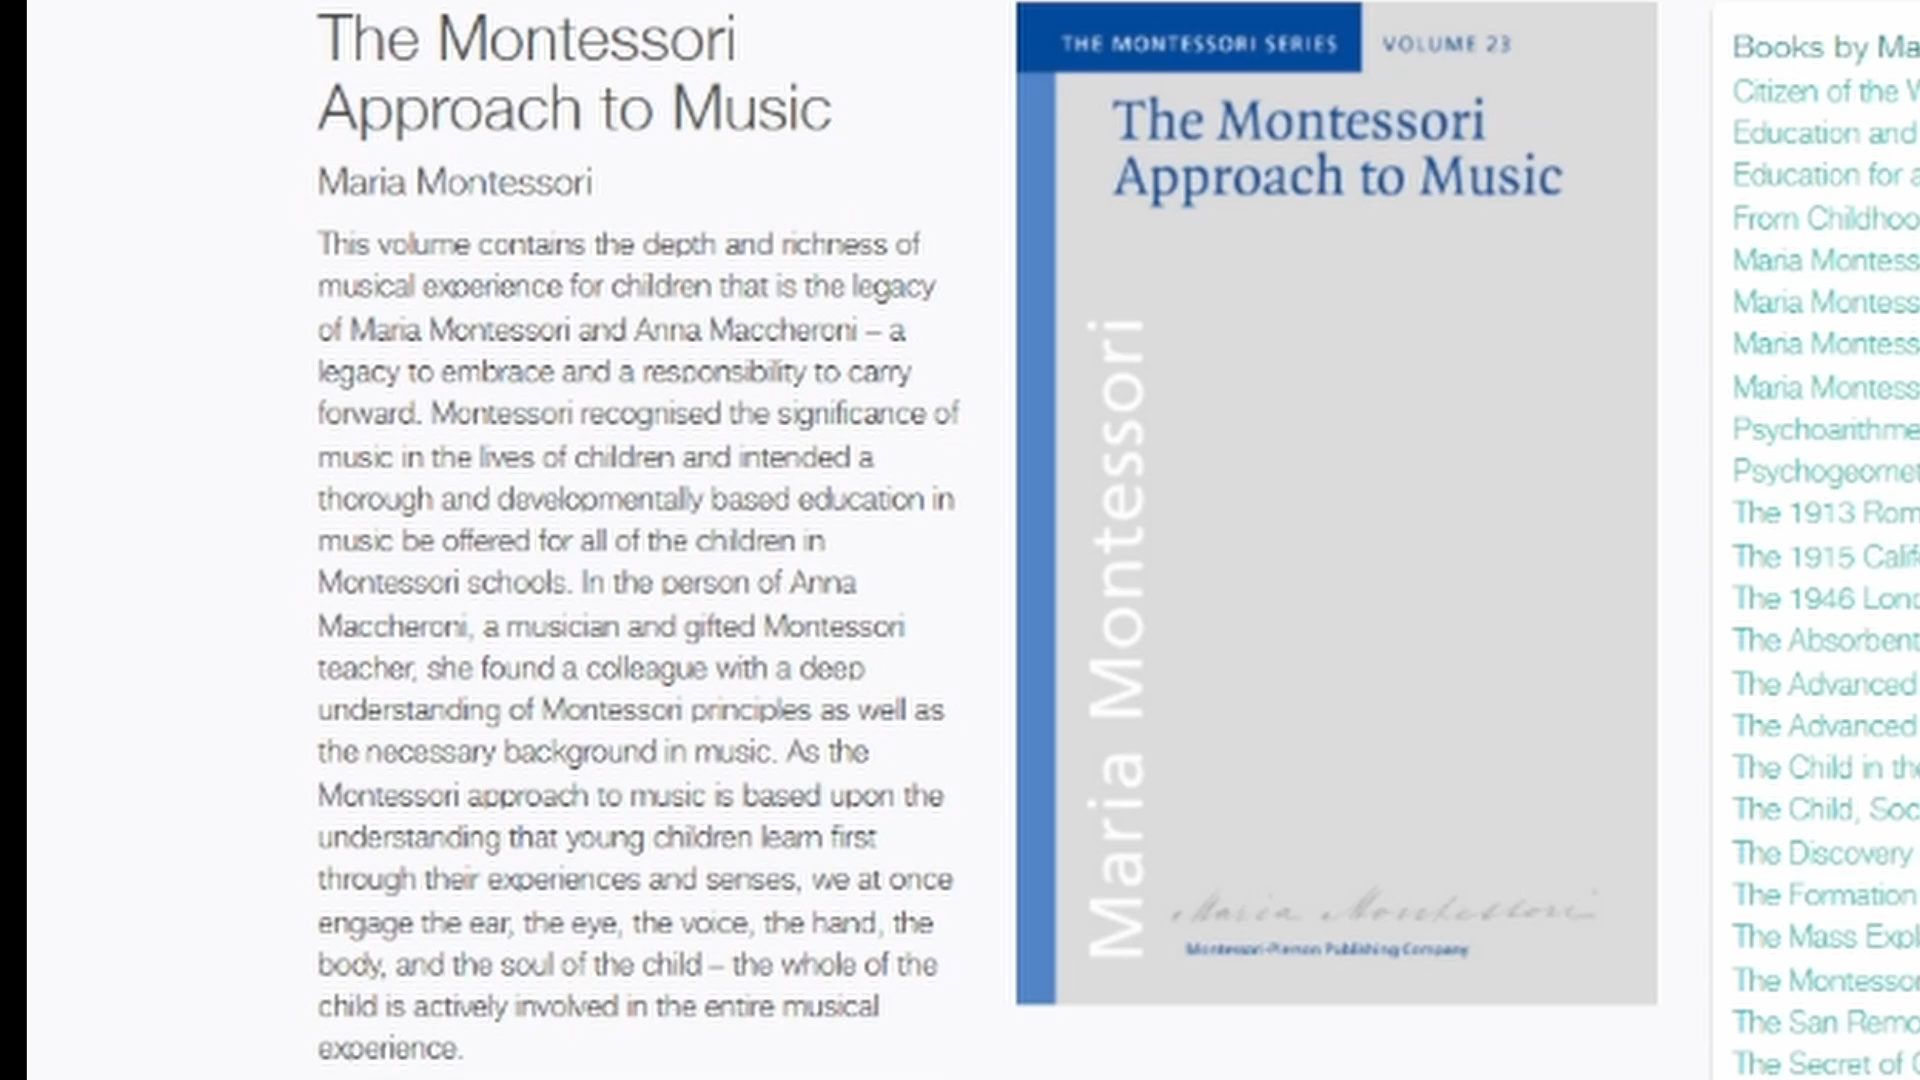 The Montessori
Approach to Music
Maria Montessori
This volume contains the depth and richness of
musical experience for children that is the legacy
of Maria Montessori and Anna Maccheroni – a
legacy to embrace and a responsibility to carry
forward. Montessori recognised the significance of
music in the lives of children and intended a
thorough and developmentally based education in
music be offered for all of the children in
Montessori schools. In the person of Anna
Maccheroni, a musician and gifted Montessori
teacher, she found a colleague with a deep
understanding of Montessori principles as well as
the necessary background in music. As the
Montessori approach to music is based upon the
understanding that young children learn first
through their experiences and senses, we at once
engage the ear, the eye, the voice, the hand, the
body, and the soul of the child – the whole of the
child is actively involved in the entire musical
experience.
THE MONTESSORI SERIES VOLUME 23
The Montessori
Approach to Music
Maria Montessori
Maria Montessori
Montessori-Pierson Publishing Company
Books by Ma
Citizen of the W
Education and
Education for a
From Childhoo
Maria Montess
Maria Montess
Maria Montess
Maria Montess
Psychoarithme
Psychogeomet
The 1913 Rom
The 1915 Calif
The 1946 Lond
The Absorbent
The Advanced
The Advanced
The Child in the
The Child, Soc
The Discovery
The Formation
The Mass Expl
The Montessor
The San Remo
The Secret of C